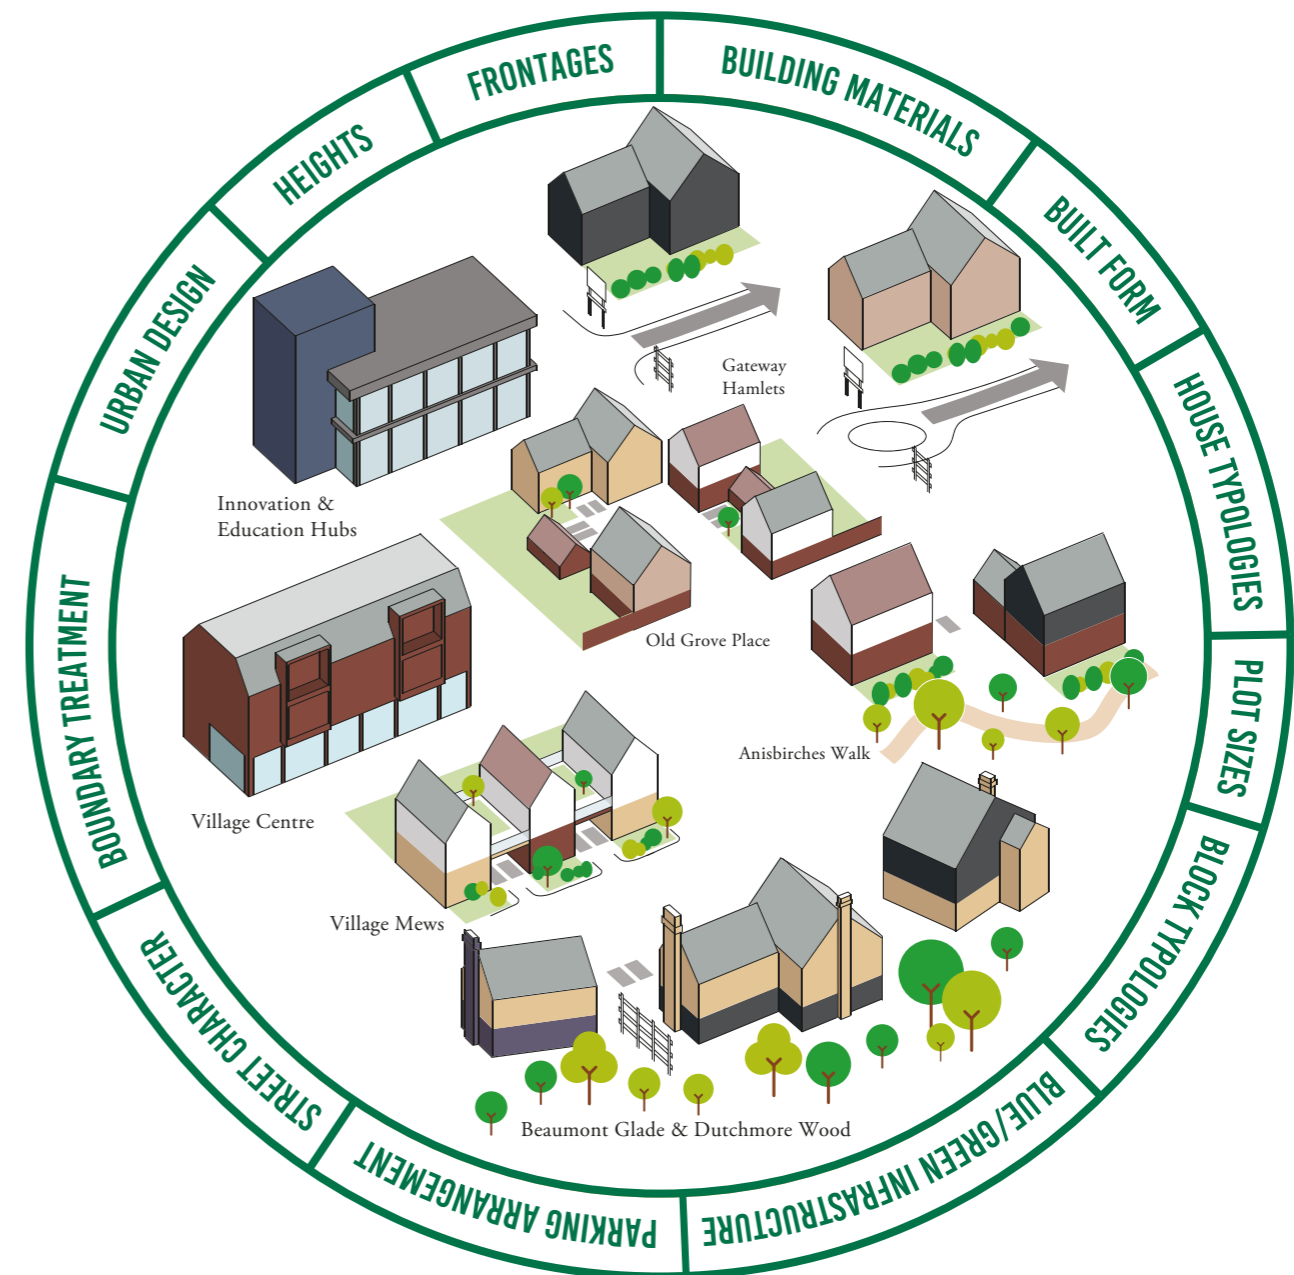 FRONTAGES
BUILDING MATERIALS
BUILT FORM
HOUSE TYPOLOGIES
PLOT SIZES
BLOCK TYPOLOGIES
BLUE/GREEN INFRASTRUCTURE
PARKING ARRANGEMENT
STREET CHARACTER
BOUNDARY TREATMENT
URBAN DESIGN
HEIGHTS
Gateway
Hamlets
Innovation &
Education Hubs
Old Grove Place
Anisbirches Walk
Village Centre
Village Mews
Beaumont Glade & Dutchmore Wood